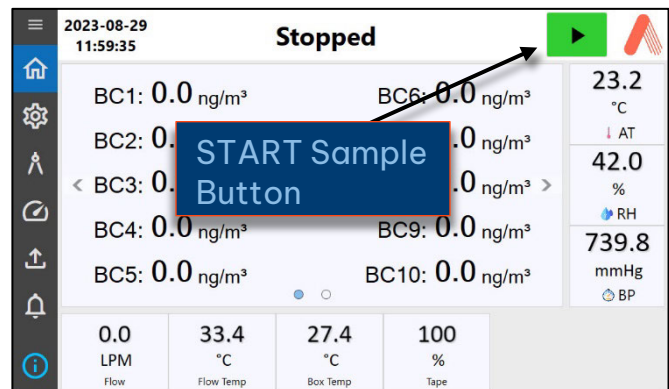 2023-08-29
11:59:35
Stopped
BC1: 0.0 ng/m³
BC6: 0.0 ng/m³
BC2: 0.
.0 ng/m³
START Sample
Button
BC3: 0.
.0 ng/m³
BC4: 0.0 ng/m³
BC9: 0.0 ng/m³
BC5: 0.0 ng/m³
BC10: 0.0 ng/m³
23.2
°C
AT
42.0
%
RH
739.8
mmHg
BP
0.0
LPM
Flow
33.4
°C
Flow Temp
27.4
°C
Box Temp
100
%
Tape